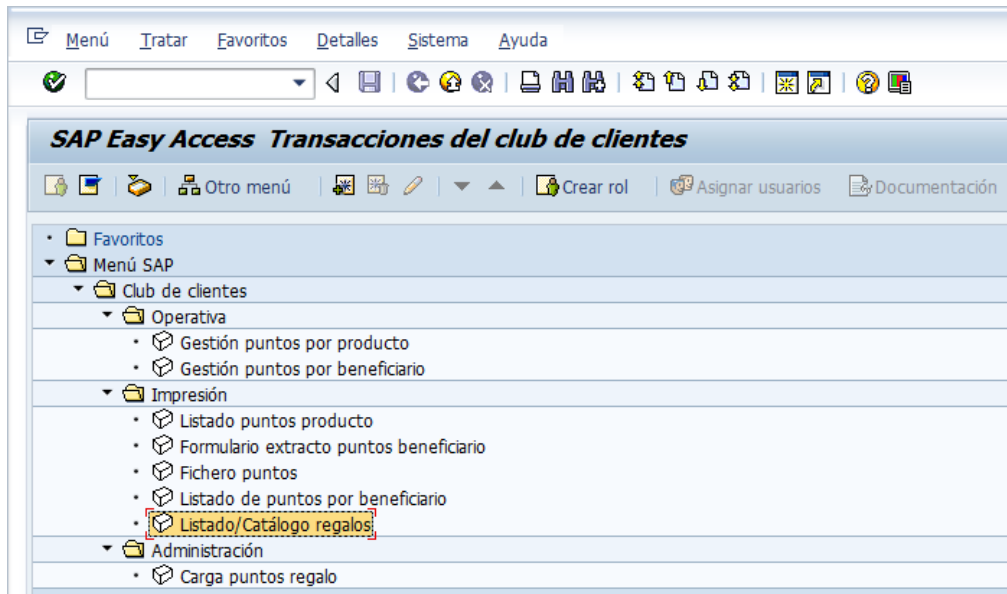 Menú Tratar Favoritos Detalles Sistema Ayuda
SAP Easy Access Transacciones del club de clientes
Otro menú Crear rol Asignar usuarios Documentación
Favoritos
Menú SAP
Club de clientes
Operativa
Gestión puntos por producto
Gestión puntos por beneficiario
Impresión
Listado puntos producto
Formulario extracto puntos beneficiario
Fichero puntos
Listado de puntos por beneficiario
Listado/Catálogo regalos
Administración
Carga puntos regalo